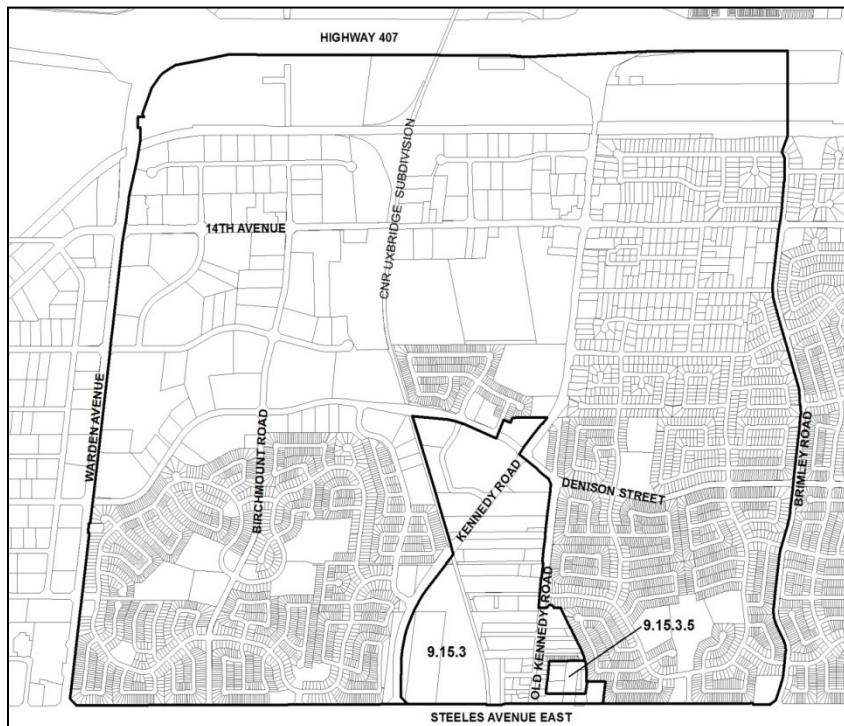 HIGHWAY 407
CNR UXBRIDGE SUBDIVISION
14TH AVENUE
WARDEN AVENUE
BIRCHMOUNT ROAD
KENNEDY ROAD
DENISON STREET
BRIMLEY ROAD
OLD KENNEDY ROAD
9.15.3.5
9.15.3
STEELES AVENUE EAST